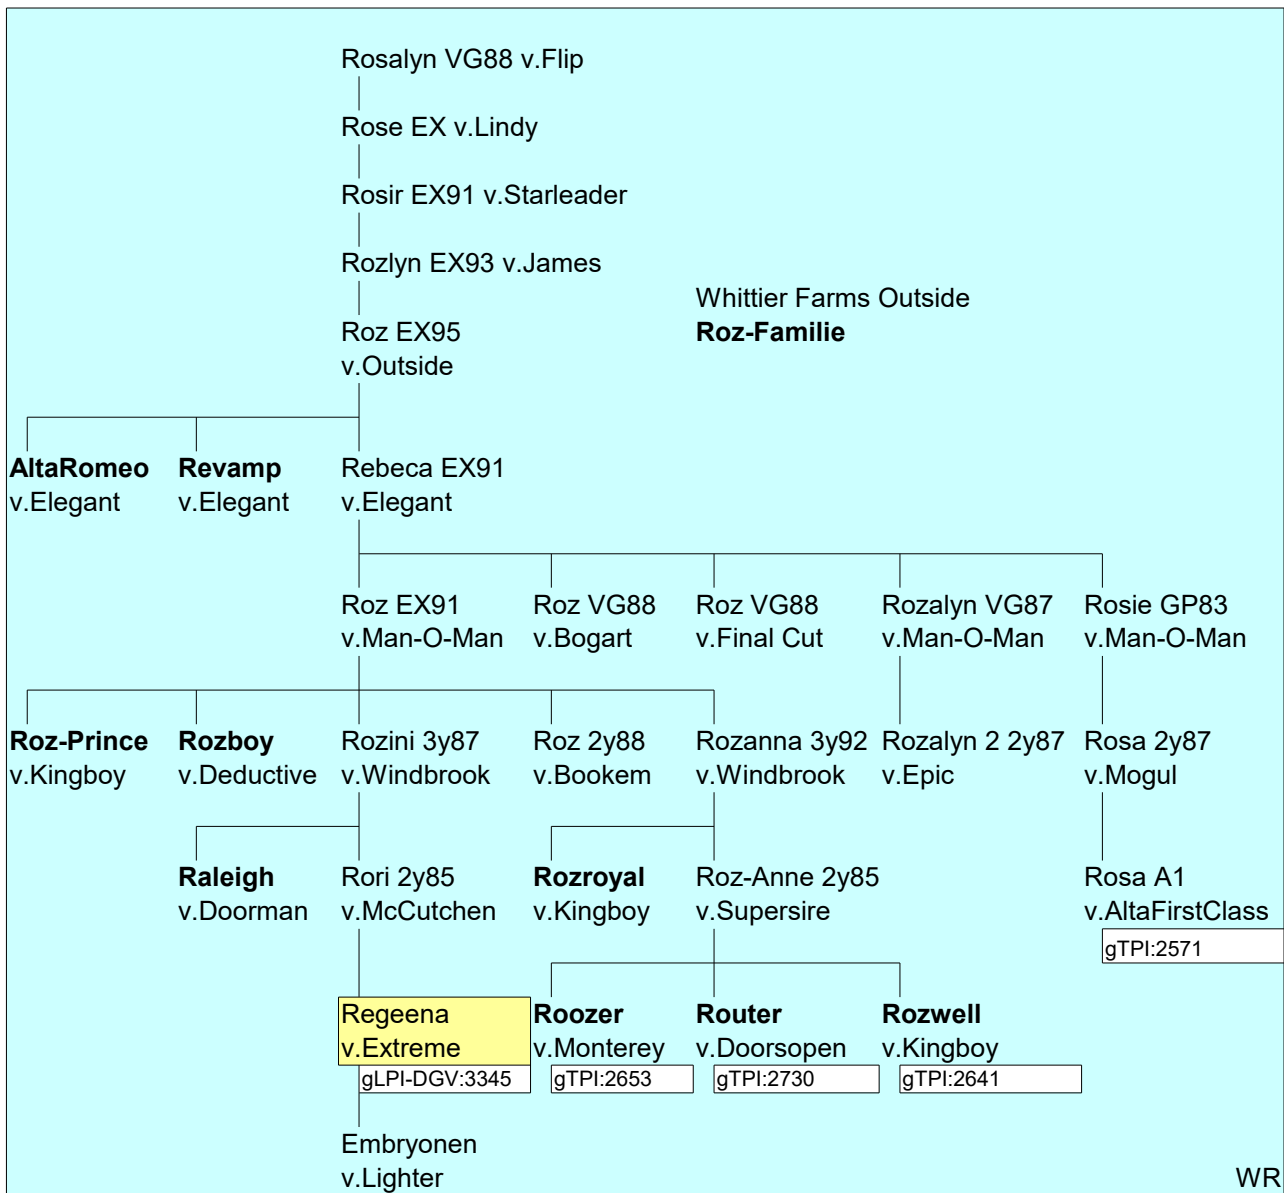 Rosalyn VG88 v.Flip
Rose EX v.Lindy
Rosir EX91 v.Starleader
Rozlyn EX93 v.James
Whittier Farms Outside
Roz-Familie
Roz EX95
v.Outside
AltaRomeo
v.Elegant
Revamp
v.Elegant
Rebeca EX91
v.Elegant
Roz EX91
v.Man-O-Man
Roz VG88
v.Bogart
Roz VG88
v.Final Cut
Rozalyn VG87
v.Man-O-Man
Rosie GP83
v.Man-O-Man
Roz-Prince
v.Kingboy
Rozboy
v.Deductive
Rozini 3y87
v.Windbrook
Roz 2y88
v.Bookem
Rozanna 3y92
v.Windbrook
Rozalyn 2 2y87
v.Epic
Rosa 2y87
v.Mogul
Raleigh
v.Doorman
Rori 2y85
v.McCutchen
Rozroyal
v.Kingboy
Roz-Anne 2y85
v.Supersire
Rosa A1
v.AltaFirstClass
gTPI:2571
Regeena
v.Extreme
gLPI-DGV:3345
Roozer
v.Monterey
gTPI:2653
Router
v.Doorsopen
gTPI:2730
Rozwell
v.Kingboy
gTPI:2641
Embryonen
v.Lighter
WR